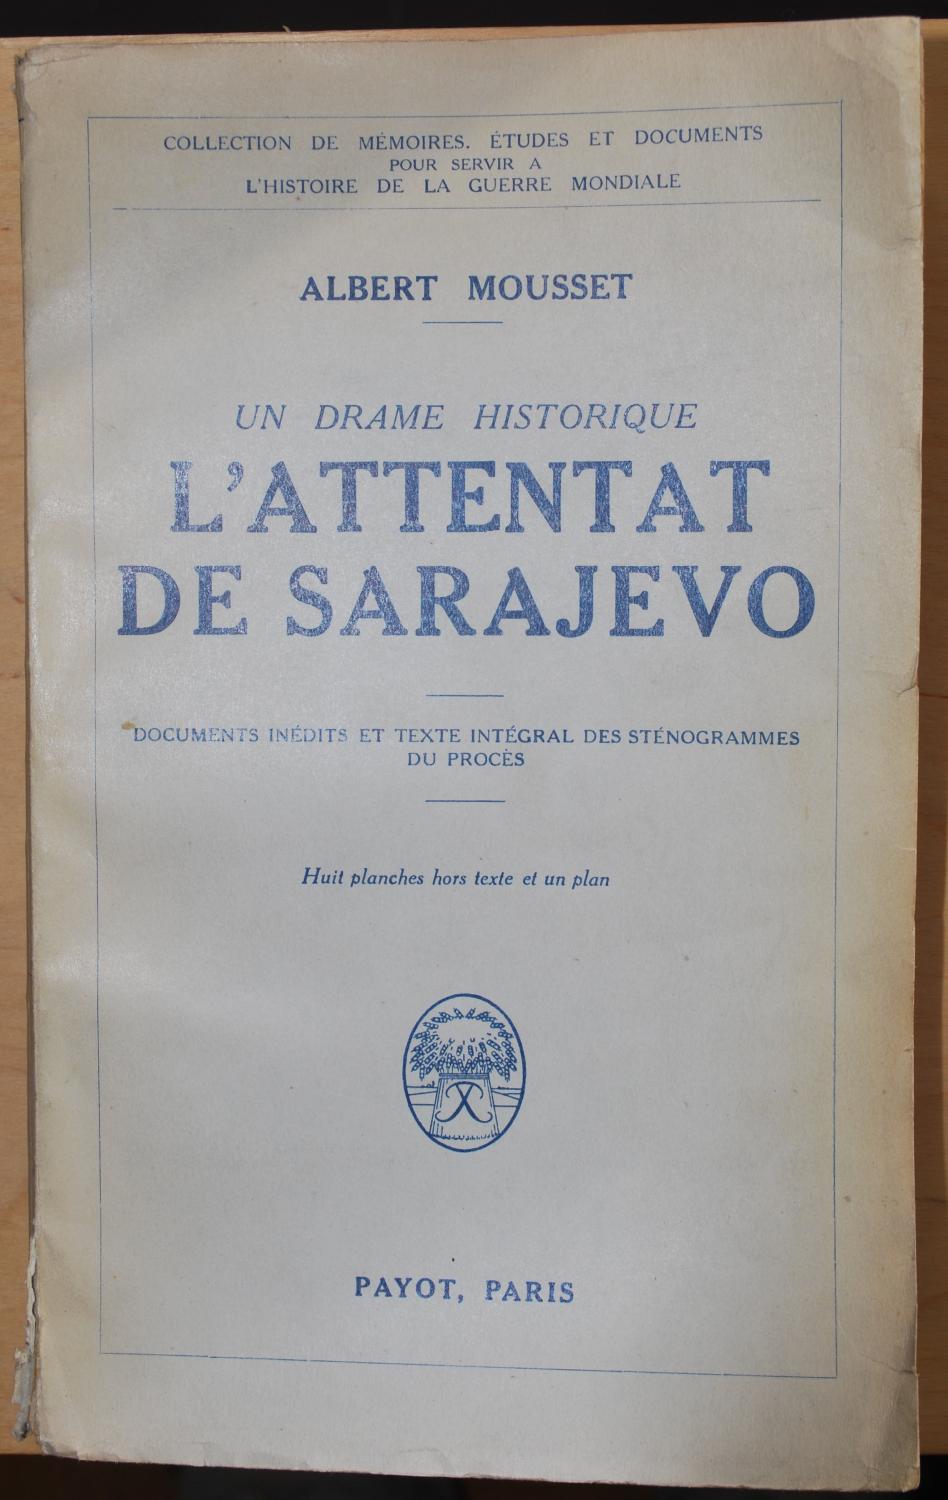 COLLECTION DE MÉMOIRES. ÉTUDES ET DOCUMENTS
POUR SERVIR A
L'HISTOIRE DE LA GUERRE MONDIALE
ALBERT MOUSSET
UN DRAME HISTORIQUE
L'ATTENTAT
DE SARAJEVO
DOCUMENTS INÉDITS ET TEXTE INTÉGRAL DES STÉNOGRAMMES
DU PROCÈS
Huit planches hors texte et un plan
PAYOT, PARIS